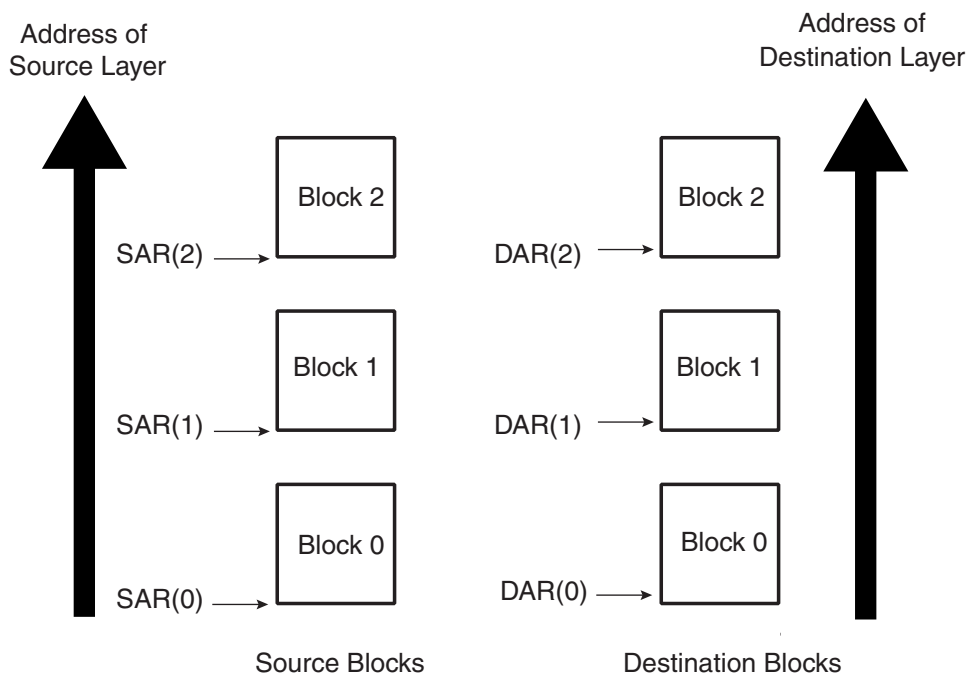 Address of
Source Layer
Address of
Destination Layer
Block 2
Block 2
SAR(2)
DAR(2)
Block 1
Block 1
SAR(1)
DAR(1)
Block 0
Block 0
SAR(0)
DAR(0)
Source Blocks
Destination Blocks